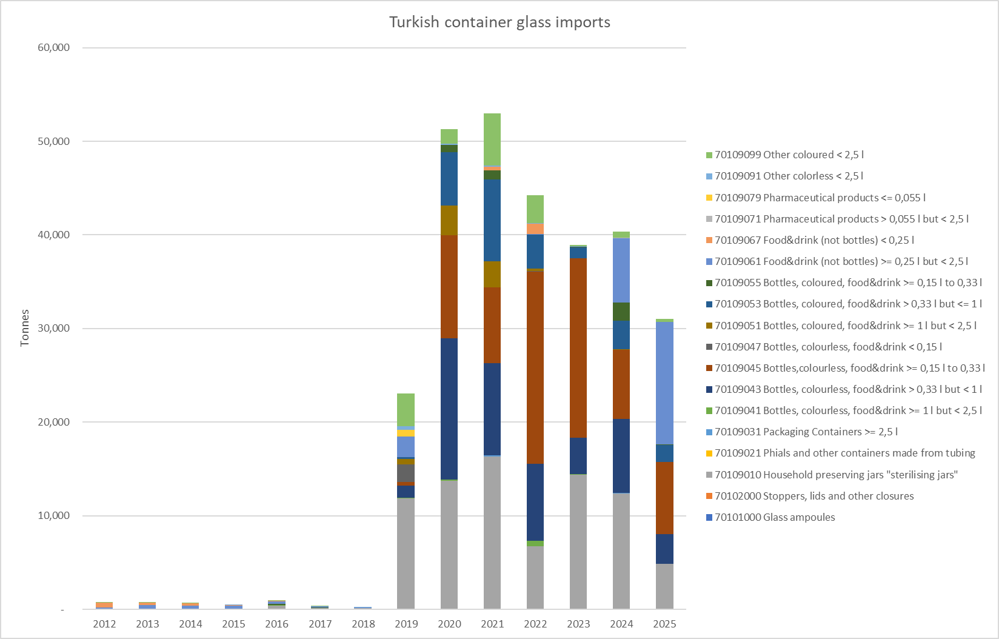 Turkish container glass imports
60,000
50,000
40,000
30,000
20,000
10,000
-
Tonnes
2012 2013 2014 2015 2016 2017 2018 2019 2020 2021 2022 2023 2024 2025
70109099 Other coloured < 2,5 l
70109091 Other colorless < 2,5 l
70109079 Pharmaceutical products <= 0,055 l
70109071 Pharmaceutical products > 0,055 l but < 2,5 l
70109067 Food&drink (not bottles) < 0,25 l
70109061 Food&drink (not bottles) >= 0,25 l but < 2,5 l
70109055 Bottles, coloured, food&drink >= 0,15 l to 0,33 l
70109053 Bottles, coloured, food&drink > 0,33 l but <= 1 l
70109051 Bottles, coloured, food&drink >= 1 l but < 2,5 l
70109047 Bottles, colourless, food&drink < 0,15 l
70109045 Bottles,colourless, food&drink >= 0,15 l to 0,33 l
70109043 Bottles, colourless, food&drink > 0,33 l but < 1 l
70109041 Bottles, colourless, food&drink >= 1 l but < 2,5 l
70109031 Packaging Containers >= 2,5 l
70109021 Phials and other containers made from tubing
70109010 Household preserving jars "sterilising jars"
70102000 Stoppers, lids and other closures
70101000 Glass ampoules